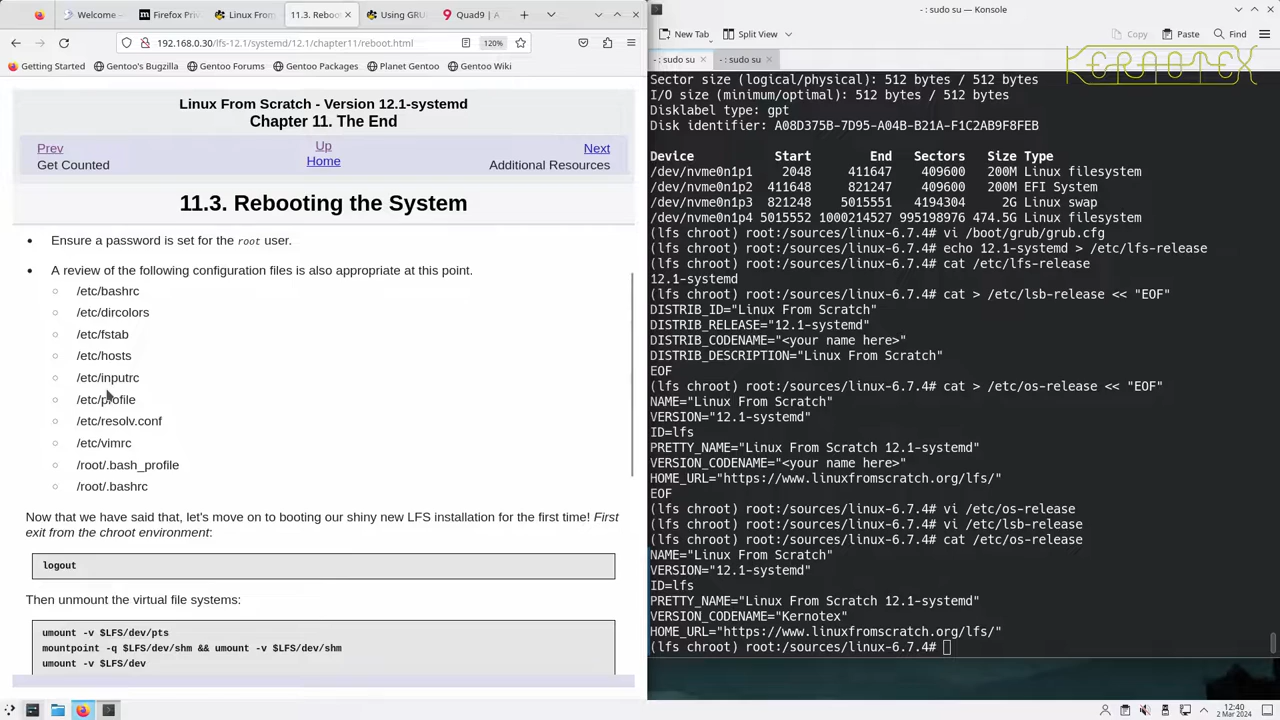 Welcome —
Firefox Pri
Linux From
11.3. Reboo
Using GRU
Quad9 | A
192.168.0.30/lfs-12.1/systemd/12.1/chapter11/reboot.html
120%
Getting Started
Gentoo's Bugzilla
Gentoo Forums
Gentoo Packages
Planet Gentoo
Gentoo Wiki
Linux From Scratch - Version 12.1-systemd
Chapter 11. The End
Prev
Up
Next
Get Counted
Home
Additional Resources
11.3. Rebooting the System
• Ensure a password is set for the root user.
• A review of the following configuration files is also appropriate at this point.
/etc/bashrc
/etc/dircolors
/etc/fstab
/etc/hosts
/etc/inputrc
/etc/profile
/etc/resolv.conf
/etc/vimrc
/root/.bash_profile
/root/.bashrc
Now that we have said that, let's move on to booting our shiny new LFS installation for the first time! First
exit from the chroot environment:
logout
Then unmount the virtual file systems:
umount -v $LFS/dev/pts
mountpoint -q $LFS/dev/shm && umount -v $LFS/dev/shm
umount -v $LFS/dev
- : sudo su — Konsole
New Tab
Split View
Copy
Paste
Find
- : sudo su
- : sudo su
KERNOTEX
Sector size (logical/physical): 512 bytes / 512 bytes
I/O size (minimum/optimal): 512 bytes / 512 bytes
Disklabel type: gpt
Disk identifier: A08D375B-7D95-A04B-B21A-F1C2AB9F8FEB
Device Start End Sectors Size Type
/dev/nvme0n1p1 2048 411647 409600 200M Linux filesystem
/dev/nvme0n1p2 411648 821247 409600 200M EFI System
/dev/nvme0n1p3 821248 5015551 4194304 2G Linux swap
/dev/nvme0n1p4 5015552 1000214527 995198976 474.5G Linux filesystem
(lfs chroot) root:/sources/linux-6.7.4# vi /boot/grub/grub.cfg
(lfs chroot) root:/sources/linux-6.7.4# echo 12.1-systemd > /etc/lfs-release
(lfs chroot) root:/sources/linux-6.7.4# cat /etc/lfs-release
12.1-systemd
(lfs chroot) root:/sources/linux-6.7.4# cat > /etc/lsb-release << "EOF"
DISTRIB_ID="Linux From Scratch"
DISTRIB_RELEASE="12.1-systemd"
DISTRIB_CODENAME="<your name here>"
DISTRIB_DESCRIPTION="Linux From Scratch"
EOF
(lfs chroot) root:/sources/linux-6.7.4# cat > /etc/os-release << "EOF"
NAME="Linux From Scratch"
VERSION="12.1-systemd"
ID=lfs
PRETTY_NAME="Linux From Scratch 12.1-systemd"
VERSION_CODENAME="<your name here>"
HOME_URL="https://www.linuxfromscratch.org/lfs/"
EOF
(lfs chroot) root:/sources/linux-6.7.4# vi /etc/os-release
(lfs chroot) root:/sources/linux-6.7.4# vi /etc/lsb-release
(lfs chroot) root:/sources/linux-6.7.4# cat /etc/os-release
NAME="Linux From Scratch"
VERSION="12.1-systemd"
ID=lfs
PRETTY_NAME="Linux From Scratch 12.1-systemd"
VERSION_CODENAME="Kernotex"
HOME_URL="https://www.linuxfromscratch.org/lfs/"
(lfs chroot) root:/sources/linux-6.7.4#
12:40
2 Mar 2024